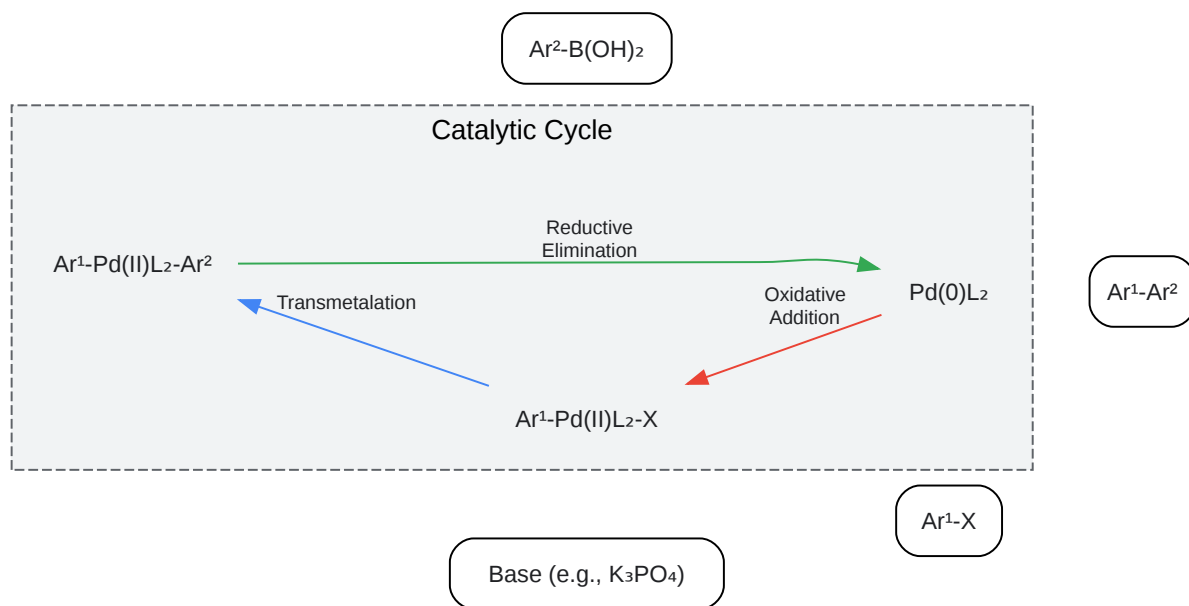 Ar²-B(OH)₂
Catalytic Cycle
Reductive
Elimination
Ar¹-Pd(II)L₂-Ar²
Transmetalation
Oxidative
Addition
Pd(0)L₂
Ar¹-Ar²
Ar¹-Pd(II)L₂-X
Ar¹-X
Base (e.g., K₃PO₄)